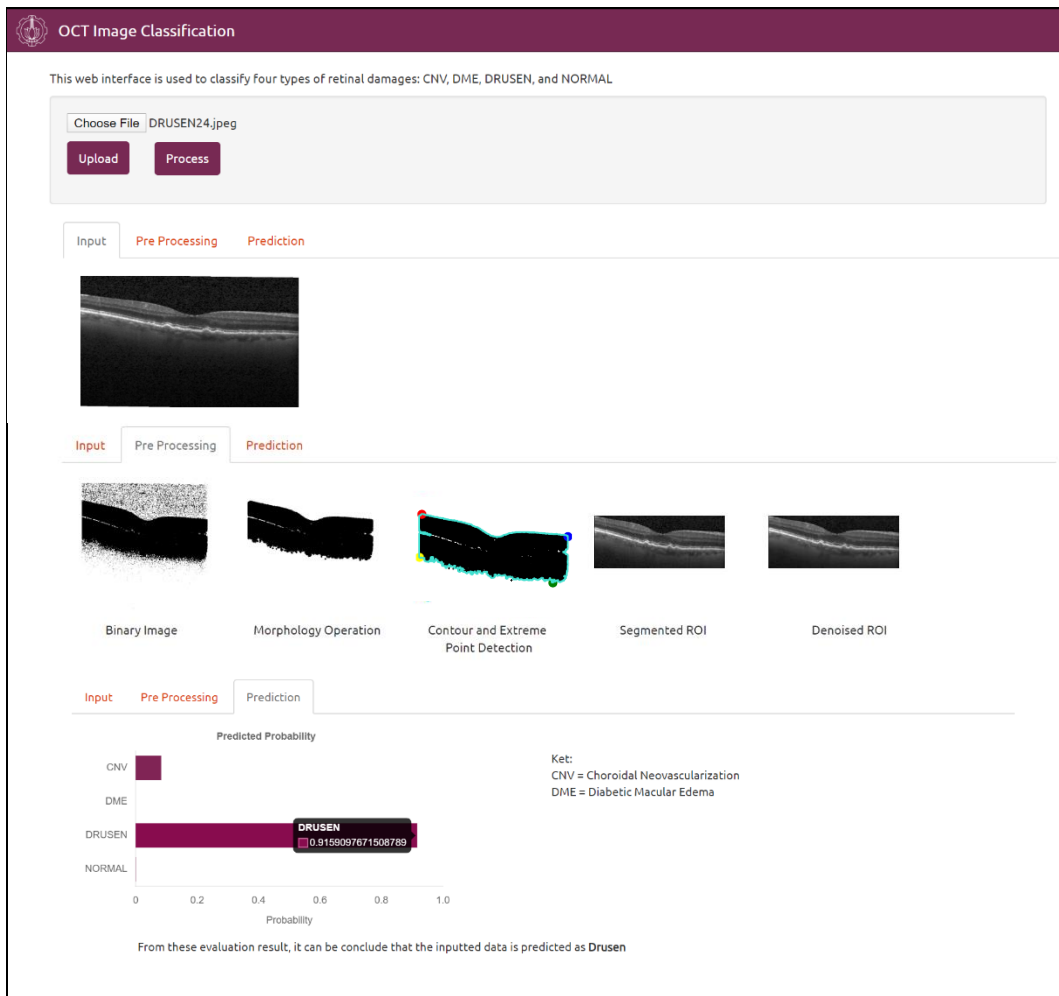 OCT Image Classification
This web interface is used to classify four types of retinal damages: CNV, DME, DRUSEN, and NORMAL
Choose File DRUSEN24.jpeg
Upload Process
Input Pre Processing Prediction
Input Pre Processing Prediction
Binary Image Morphology Operation Contour and Extreme Segmented ROI Denoised ROI
Point Detection
Input Pre Processing Prediction
Predicted Probability
Ket:
CNV CNV = Choroidal Neovascularization
DME = Diabetic Macular Edema
DME
DRUSEN
DRUSEN 0.9159097671508789
NORMAL
0 0.2 0.4 0.6 0.8 1.0
Probability
From these evaluation result, it can be conclude that the inputted data is predicted as Drusen